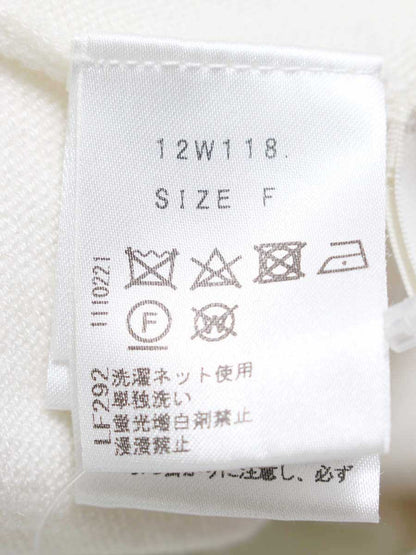 12W118.
SIZE F
F
W
洗濯ネット使用
単独洗い
蛍光増白剤禁止
浸漬禁止
に注意し、必ず
LF292
1110221